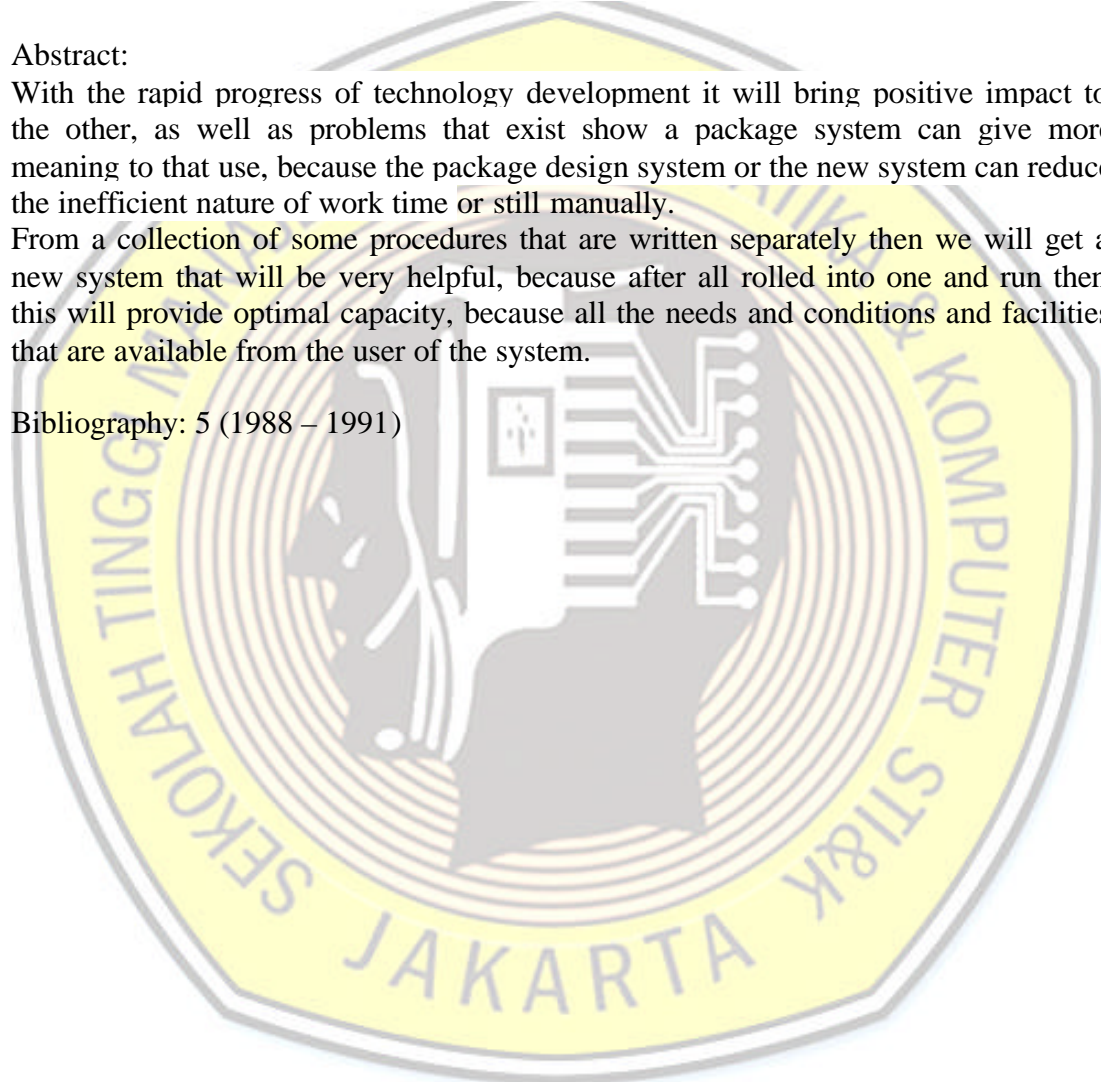 Abstract:
With the rapid progress of technology development it will bring positive impact to
the other, as well as problems that exist show a package system can give more
meaning to that use, because the package design system or the new system can reduce
the inefficient nature of work time or still manually.
From a collection of some procedures that are written separately then we will get a
new system that will be very helpful, because after all rolled into one and run then
this will provide optimal capacity, because all the needs and conditions and facilities
that are available from the user of the system.
Bibliography: 5 (1988 – 1991)
SEKOLAH TINGGI & KOMPUTER STI&K
JAKARTA